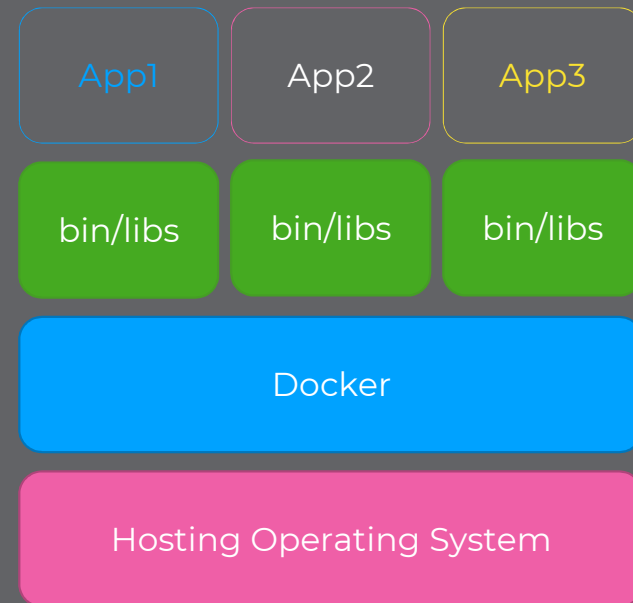 App1
App2
App3
bin/libs
bin/libs
bin/libs
Docker
Hosting Operating System